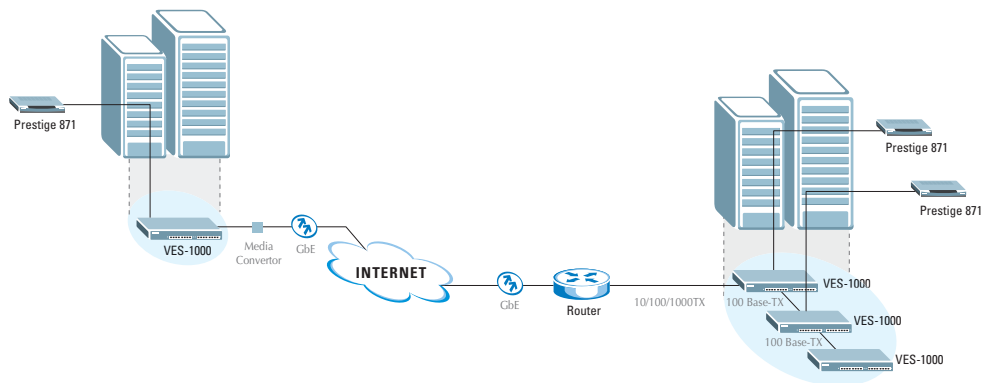 Prestige 871
VES-1000
Media
Convertor
GbE
INTERNET
GbE
Router
10/100/1000TX
Prestige 871
Prestige 871
VES-1000
100 Base-TX
VES-1000
100 Base-TX
VES-1000